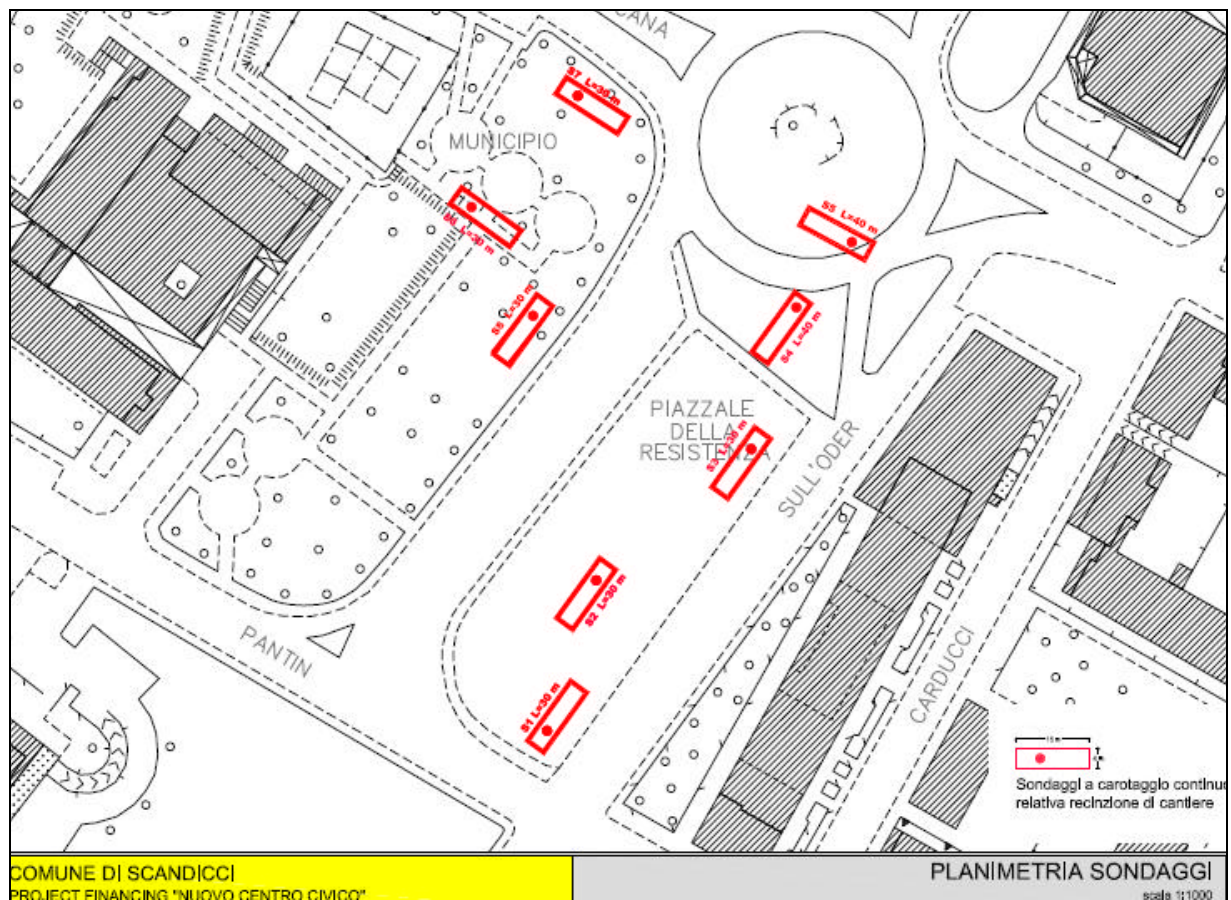 CANA
S7 L=30 m
MUNICIPIO
S6 L=30 m
S5 L=40 m
S5 L=30 m
S4 L=40 m
PIAZZALE
DELLA
RESISTENZA
S3 L=30 m
SULL'ODER
S2 L=30 m
PANTIN
CARDUCCI
S1 L=30 m
Sondaggi a carotaggio continuo
relativa recinzione di cantiere
COMUNE DI SCANDICCI
PROJECT FINANCING "NUOVO CENTRO CIVICO"
PLANIMETRIA SONDAGGI
scala 1:1000